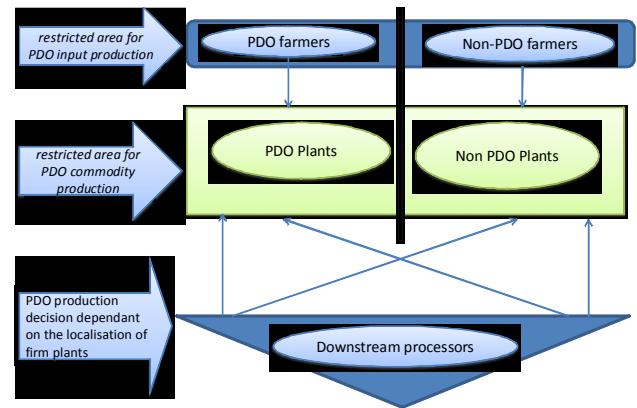 restricted area for
PDO input production
PDO farmers
Non-PDO farmers
restricted area for
PDO commodity
production
PDO Plants
Non PDO Plants
PDO production
decision dependant
on the localisation of
firm plants
Downstream processors